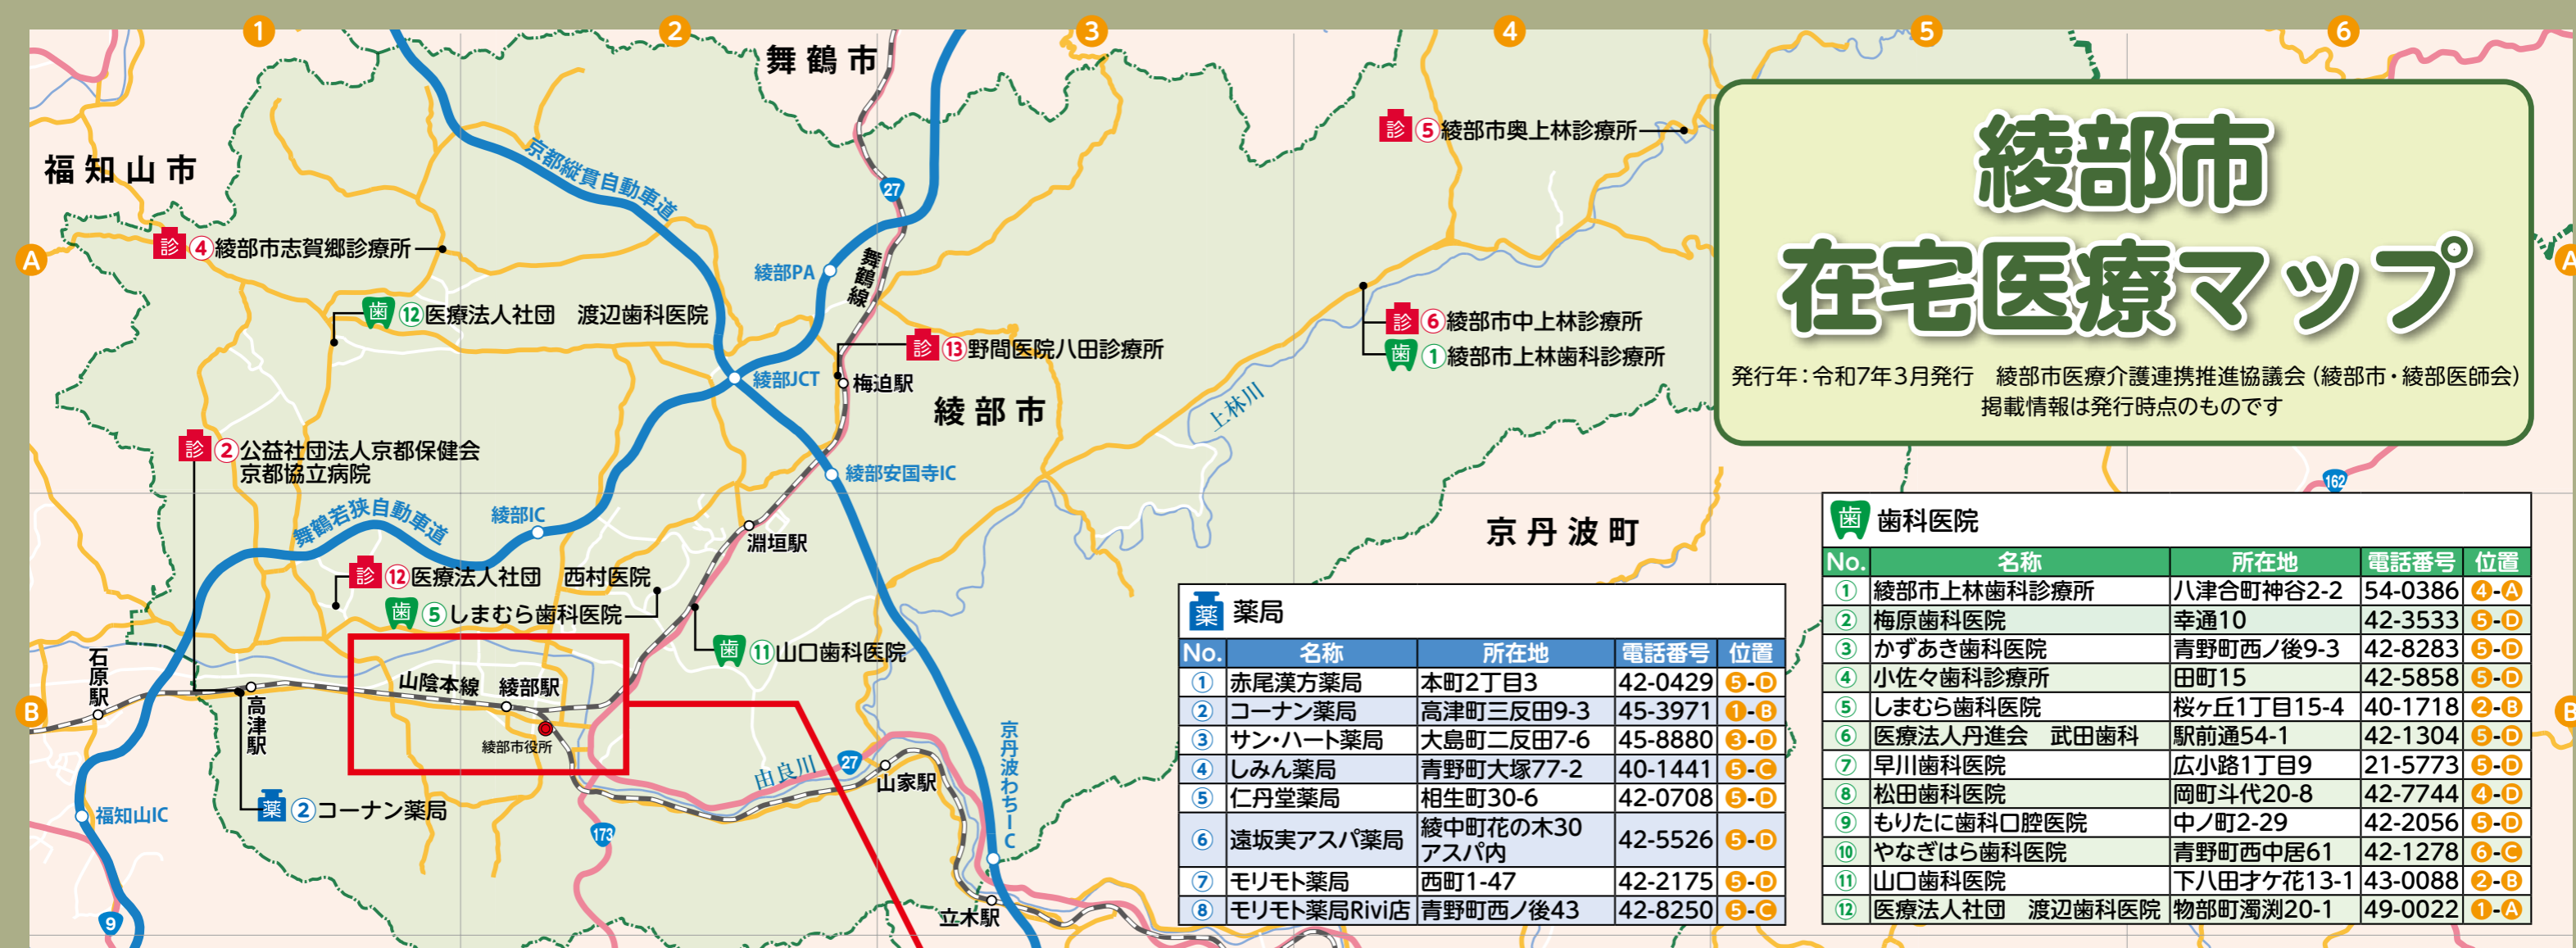 1
2
3
4
5
6
綾部市
在宅医療マップ
発行年：令和7年3月発行　綾部市医療介護連携推進協議会（綾部市・綾部医師会）
掲載情報は発行時点のものです
舞鶴市
福知山市
京都縦貫自動車道
27
診 ⑤綾部市奥上林診療所
A
A
診 ④綾部市志賀郷診療所
綾部PA
舞鶴線
歯 ⑫医療法人社団　渡辺歯科医院
診 ⑬野間医院八田診療所
診 ⑥綾部市中上林診療所
歯 ①綾部市上林歯科診療所
綾部JCT
梅迫駅
綾部市
上林川
診 ②公益社団法人京都保健会
京都協立病院
綾部安国寺IC
162
舞鶴若狭自動車道
綾部IC
淵垣駅
京丹波町
診 ⑫医療法人社団　西村医院
歯 ⑤しまむら歯科医院
歯 ⑪山口歯科医院
石原駅
山陰本線
綾部駅
高津駅
綾部市役所
B
B
京丹波わちIC
由良川
27
山家駅
薬 ②コーナン薬局
福知山IC
173
立木駅
9
薬 薬局
No. 名称 所在地 電話番号 位置
① 赤尾漢方薬局 本町2丁目3 42-0429 5-D
② コーナン薬局 高津町三反田9-3 45-3971 1-B
③ サン・ハート薬局 大島町二反田7-6 45-8880 3-D
④ しみん薬局 青野町大塚77-2 40-1441 5-C
⑤ 仁丹堂薬局 相生町30-6 42-0708 5-D
⑥ 遠坂実アスパ薬局 綾中町花の木30 アスパ内 42-5526 5-D
⑦ モリモト薬局 西町1-47 42-2175 5-D
⑧ モリモト薬局Rivi店 青野町西ノ後43 42-8250 5-C
歯 歯科医院
No. 名称 所在地 電話番号 位置
① 綾部市上林歯科診療所 八津合町神谷2-2 54-0386 4-A
② 梅原歯科医院 幸通10 42-3533 5-D
③ かずあき歯科医院 青野町西ノ後9-3 42-8283 5-D
④ 小佐々歯科診療所 田町15 42-5858 5-D
⑤ しまむら歯科医院 桜ヶ丘1丁目15-4 40-1718 2-B
⑥ 医療法人丹進会　武田歯科 駅前通54-1 42-1304 5-D
⑦ 早川歯科医院 広小路1丁目9 21-5773 5-D
⑧ 松田歯科医院 岡町斗代20-8 42-7744 4-D
⑨ もりたに歯科口腔医院 中ノ町2-29 42-2056 5-D
⑩ やなぎはら歯科医院 青野町西中居61 42-1278 6-C
⑪ 山口歯科医院 下八田才ケ花13-1 43-0088 2-B
⑫ 医療法人社団　渡辺歯科医院 物部町濁渕20-1 49-0022 1-A